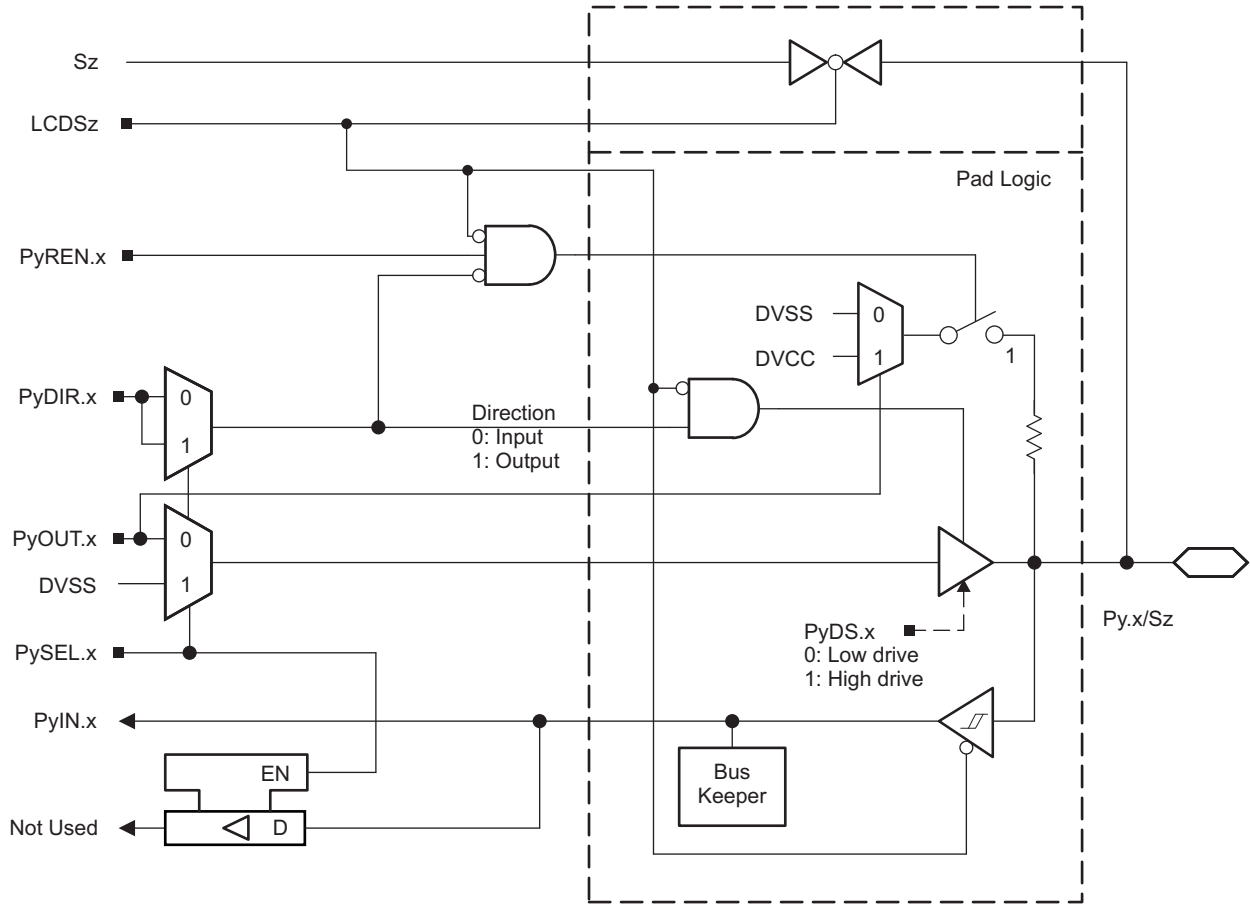 Sz
LCDSz
Pad Logic
PyREN.x
DVSS
0
DVCC
1
1
PyDIR.x
0
1
Direction
0: Input
1: Output
PyOUT.x
0
DVSS
1
PyDS.x
0: Low drive
1: High drive
Py.x/Sz
PySEL.x
PyIN.x
Bus
Keeper
EN
Not Used
D